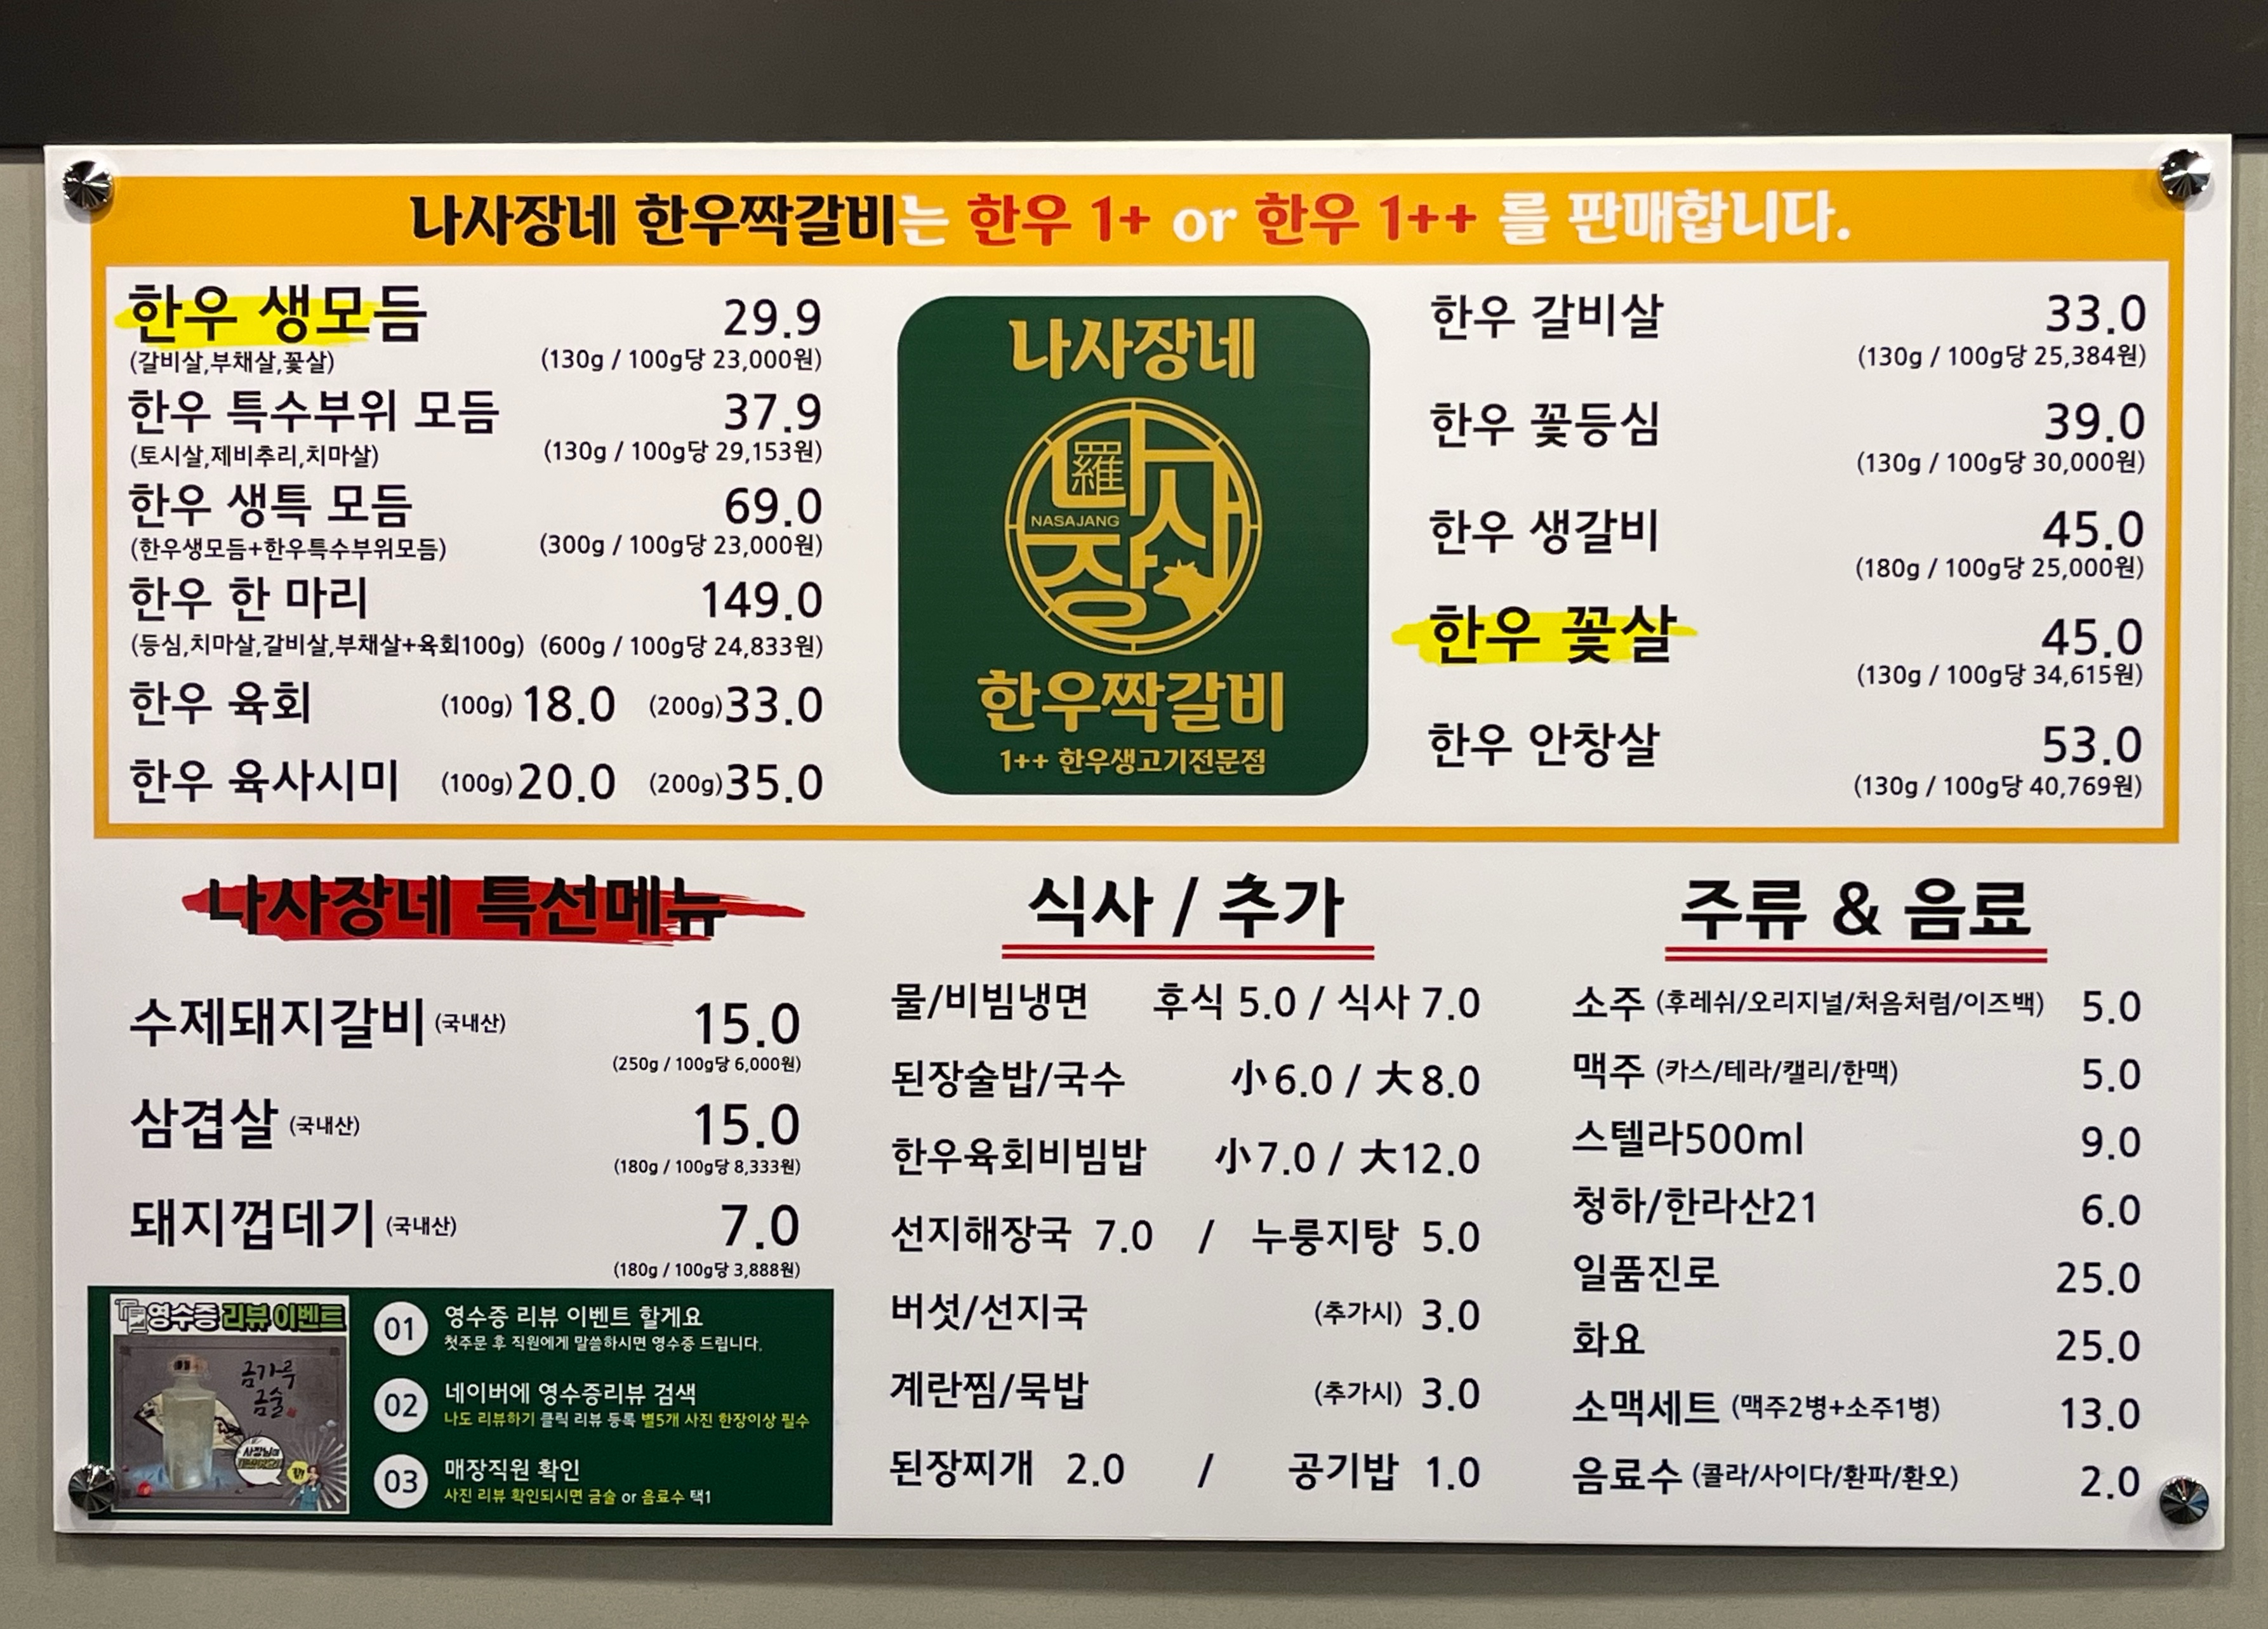 나사장네 한우짝갈비는 한우 1+ or 한우 1++ 를 판매합니다.
한우 생모듬 29.9
(갈비살,부채살,꽃살) (130g / 100g당 23,000원)
한우 특수부위 모듬 37.9
(토시살,제비추리,치마살) (130g / 100g당 29,153원)
한우 생특 모듬 69.0
(한우생모듬+한우특수부위모듬) (300g / 100g당 23,000원)
한우 한 마리 149.0
(등심,치마살,갈비살,부채살+육회100g) (600g / 100g당 24,833원)
한우 육회 (100g) 18.0 (200g) 33.0
한우 육사시미 (100g) 20.0 (200g) 35.0
나사장네
羅
나사장
NASAJANG
한우짝갈비
1++ 한우생고기전문점
한우 갈비살 33.0
(130g / 100g당 25,384원)
한우 꽃등심 39.0
(130g / 100g당 30,000원)
한우 생갈비 45.0
(180g / 100g당 25,000원)
한우 꽃살 45.0
(130g / 100g당 34,615원)
한우 안창살 53.0
(130g / 100g당 40,769원)
나사장네 특선메뉴
수제돼지갈비 (국내산) 15.0
(250g / 100g당 6,000원)
삼겹살 (국내산) 15.0
(180g / 100g당 8,333원)
돼지껍데기 (국내산) 7.0
(180g / 100g당 3,888원)
영수증 리뷰 이벤트
금가루
금술
01 영수증 리뷰 이벤트 할게요
첫주문 후 직원에게 말씀하시면 영수증 드립니다.
02 네이버에 영수증리뷰 검색
나도 리뷰하기 클릭 리뷰 등록 별5개 사진 한장이상 필수
03 매장직원 확인
사진 리뷰 확인되시면 금술 or 음료수 택1
식사 / 추가
물/비빔냉면 후식 5.0 / 식사 7.0
된장술밥/국수 小 6.0 / 大 8.0
한우육회비빔밥 小 7.0 / 大 12.0
선지해장국 7.0 / 누룽지탕 5.0
버섯/선지국 (추가시) 3.0
계란찜/묵밥 (추가시) 3.0
된장찌개 2.0 / 공기밥 1.0
주류 & 음료
소주 (후레쉬/오리지널/처음처럼/이즈백) 5.0
맥주 (카스/테라/캘리/한맥) 5.0
스텔라500ml 9.0
청하/한라산21 6.0
일품진로 25.0
화요 25.0
소맥세트 (맥주2병+소주1병) 13.0
음료수 (콜라/사이다/환파/환오) 2.0